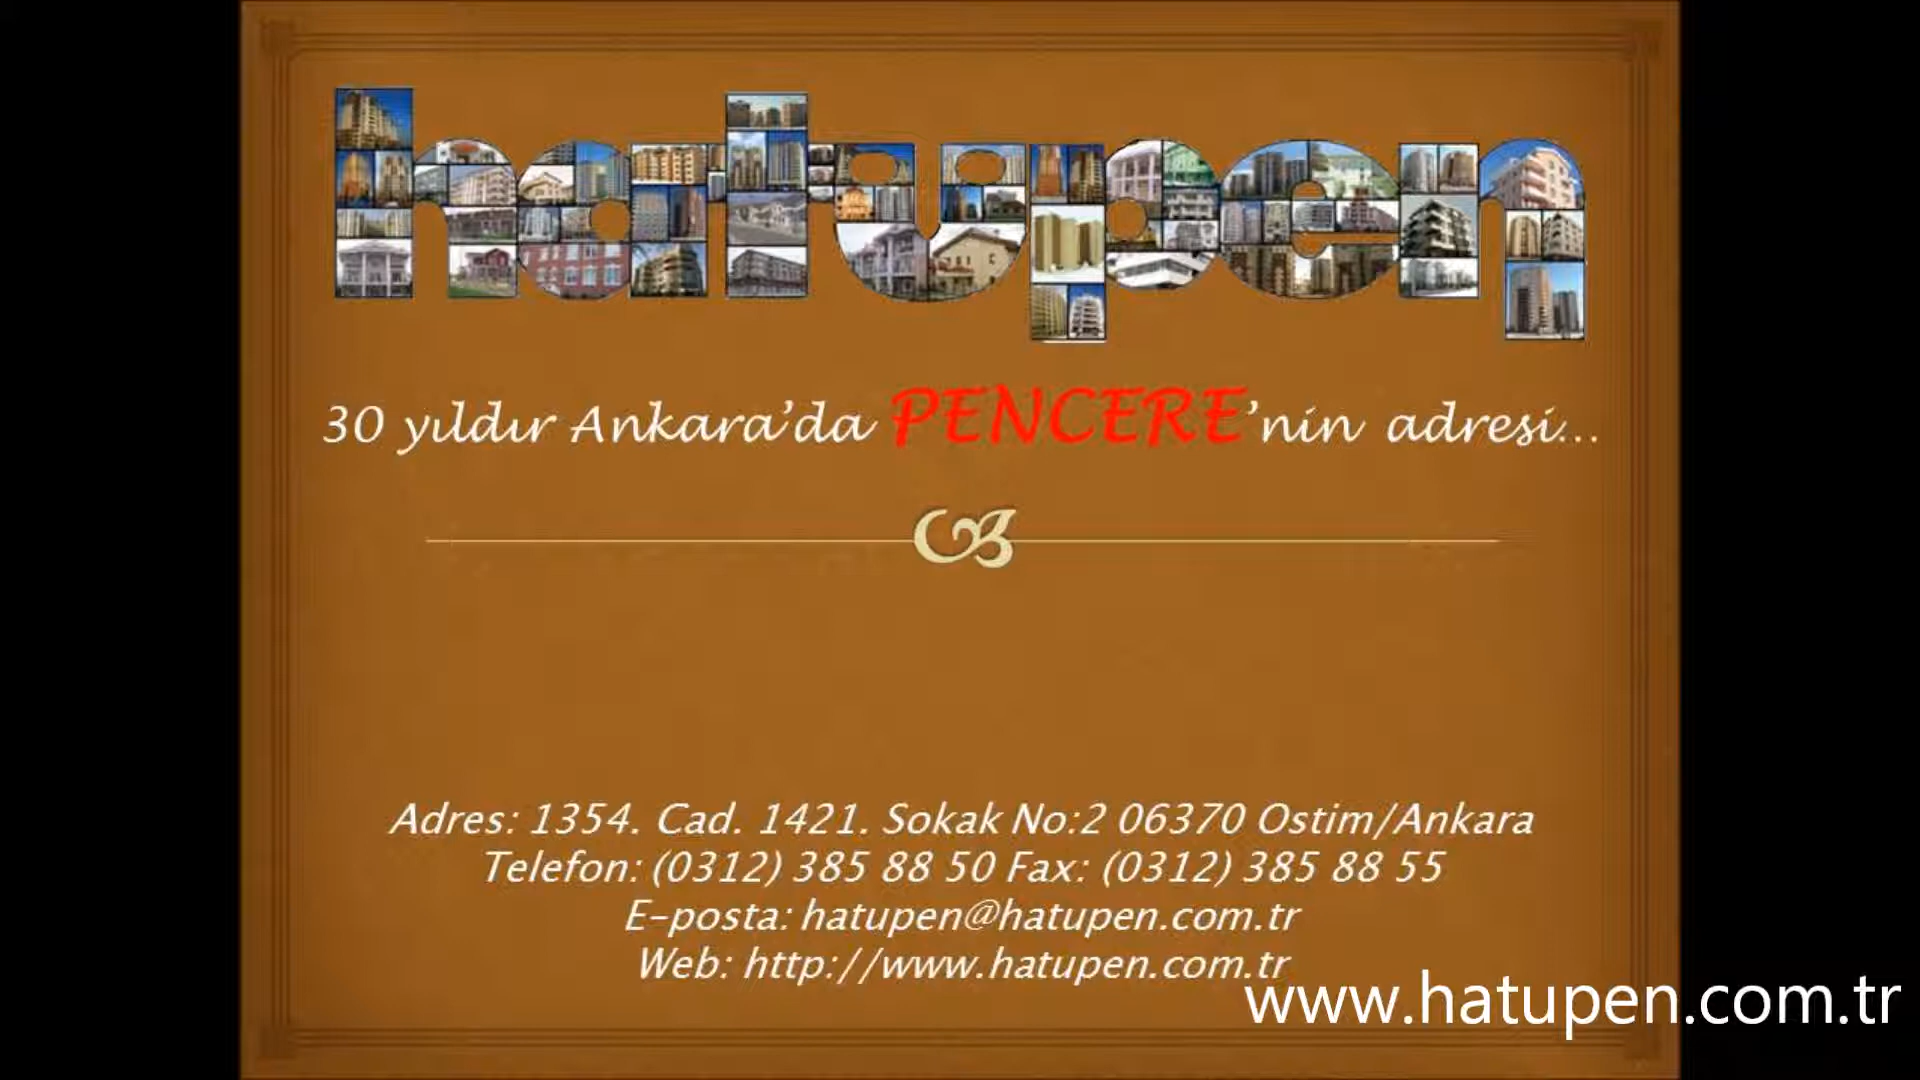 hatüpen
30 yıldır Ankara’da PENCERE’nin adresi...
Adres: 1354. Cad. 1421. Sokak No:2 06370 Ostim/Ankara
Telefon: (0312) 385 88 50 Fax: (0312) 385 88 55
E-posta: hatupen@hatupen.com.tr
Web: http://www.hatupen.com.tr
www.hatupen.com.tr